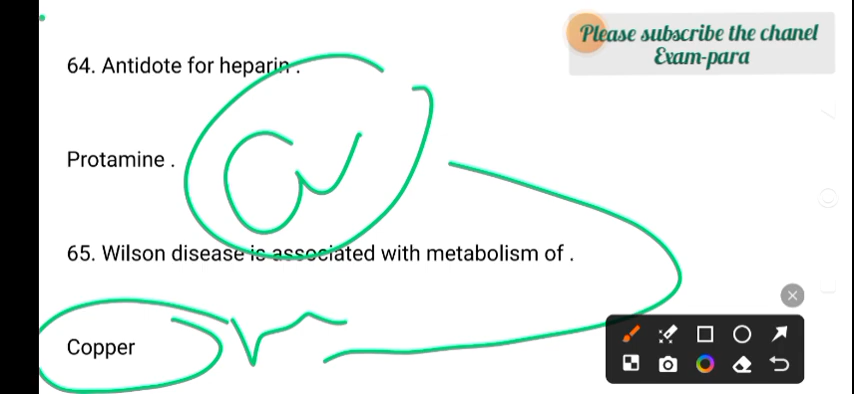 Please subscribe the chanel
Exam-para
64. Antidote for heparin .
Protamine .
65. Wilson disease is associated with metabolism of .
Copper